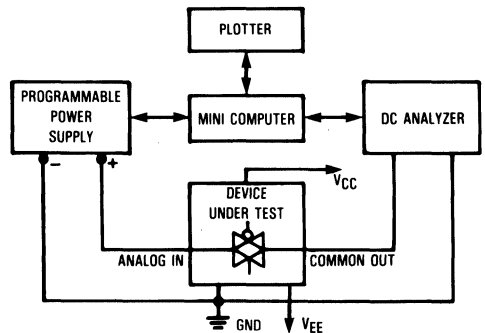 PLOTTER
PROGRAMMABLE
POWER
SUPPLY
MINI COMPUTER
DC ANALYZER
- +
DEVICE
UNDER TEST
VCC
ANALOG IN
COMMON OUT
GND
VEE